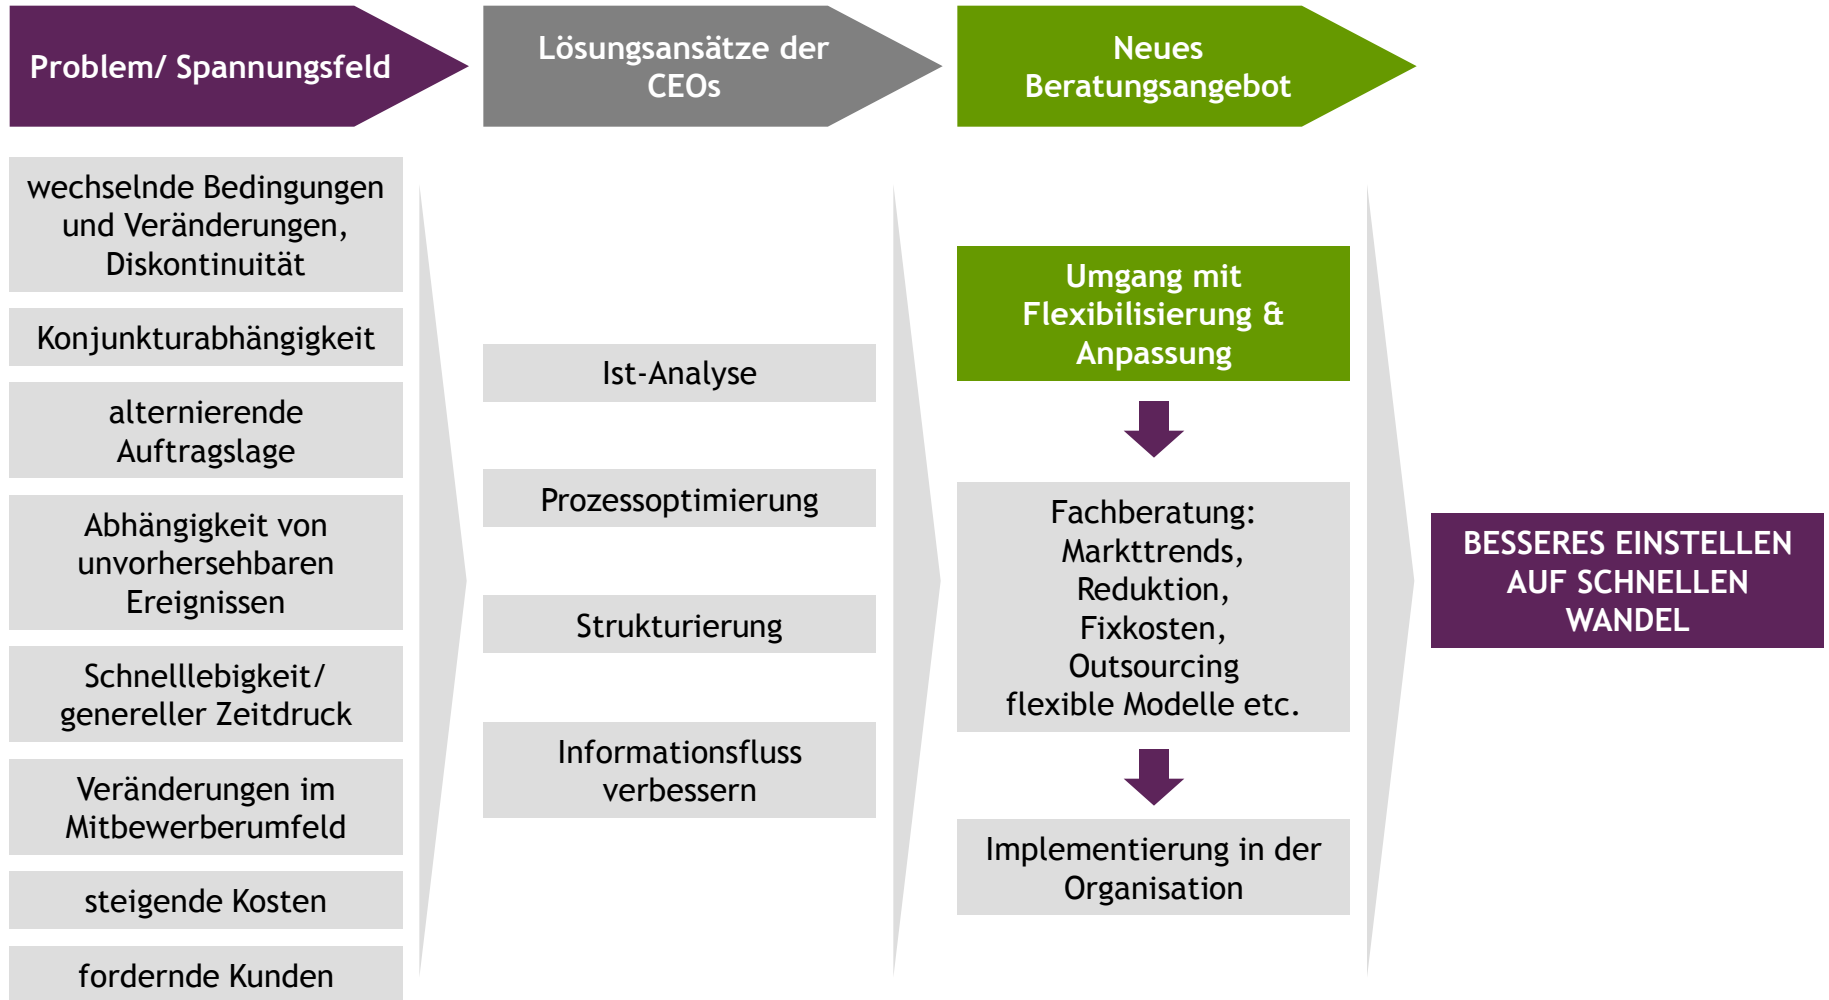 Problem/ Spannungsfeld
Lösungsansätze der
CEOs
Neues
Beratungsangebot
wechselnde Bedingungen
und Veränderungen,
Diskontinuität
Konjunkturabhängigkeit
alternierende
Auftragslage
Abhängigkeit von
unvorhersehbaren
Ereignissen
Schnelllebigkeit/
genereller Zeitdruck
Veränderungen im
Mitbewerberumfeld
steigende Kosten
fordernde Kunden
Ist-Analyse
Prozessoptimierung
Strukturierung
Informationsfluss
verbessern
Umgang mit
Flexibilisierung &
Anpassung
Fachberatung:
Markttrends,
Reduktion,
Fixkosten,
Outsourcing
flexible Modelle etc.
Implementierung in der
Organisation
BESSERES EINSTELLEN
AUF SCHNELLEN
WANDEL